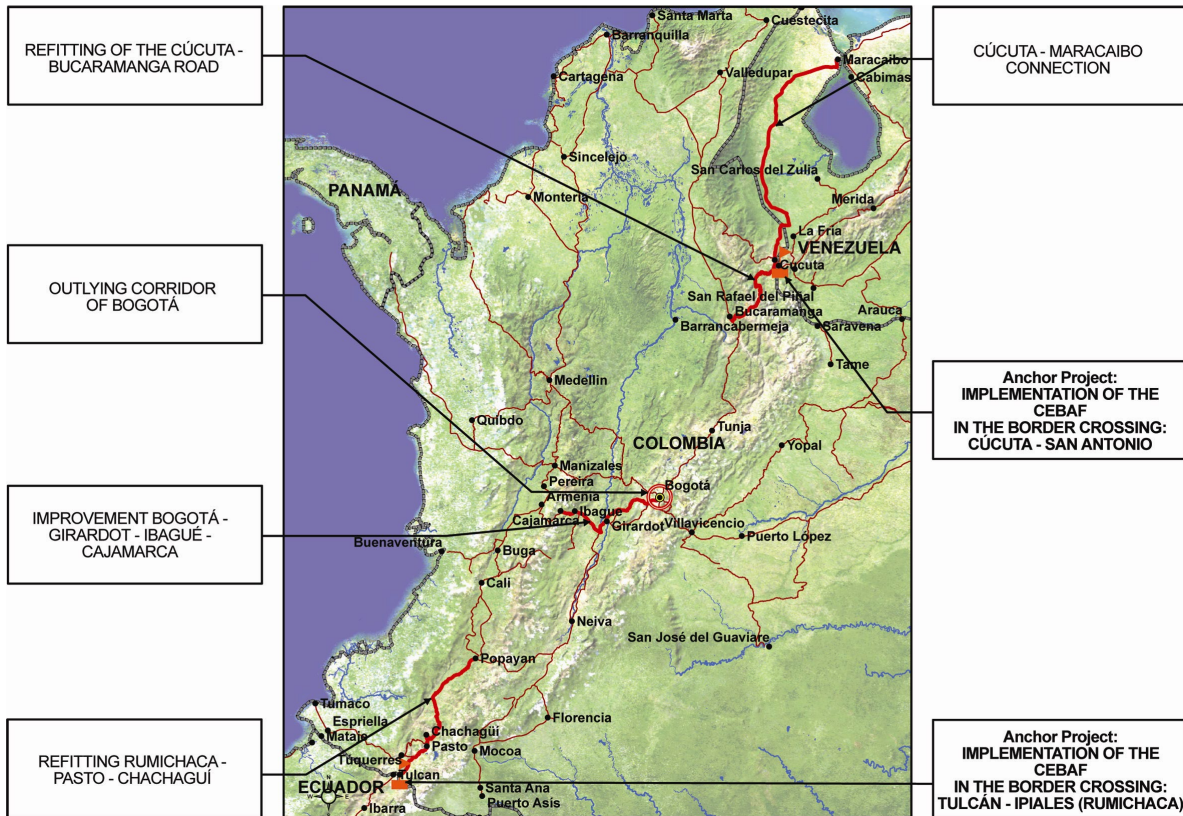 REFITTING OF THE CÚCUTA -
BUCARAMANGA ROAD
OUTLYING CORRIDOR
OF BOGOTÁ
IMPROVEMENT BOGOTÁ -
GIRARDOT - IBAGUÉ -
CAJAMARCA
REFITTING RUMICHACA -
PASTO - CHACHAGUÍ
Santa Marta
Cuestecita
Barranquilla
Maracaibo
Cartagena
Valledupar
Cabimas
Sincelejo
San Carlos del Zulia
PANAMÁ
Monteria
Merida
La Fria
VENEZUELA
Cucuta
San Rafael del Piñal
Bucaramanga
Arauca
Barrancabermeja
Saravena
Tame
Medellin
Quibdo
Tunja
COLOMBIA
Yopal
Manizales
Pereira
Bogotá
Armenia
Cajamarca
Ibague
Girardot
Villavicencio
Puerto López
Buenaventura
Buga
Cali
Neiva
San José del Guaviare
Popayan
Tumaco
Florencia
Espriella
Mataje
Chachagüi
Pasto
Mocoa
Tuquerres
Tulcan
ECUADOR
N
W
E
S
Santa Ana
Puerto Asis
Ibarra
CÚCUTA - MARACAIBO
CONNECTION
Anchor Project:
IMPLEMENTATION OF THE
CEBAF
IN THE BORDER CROSSING:
CÚCUTA - SAN ANTONIO
Anchor Project:
IMPLEMENTATION OF THE
CEBAF
IN THE BORDER CROSSING:
TULCÁN - IPIALES (RUMICHACA)